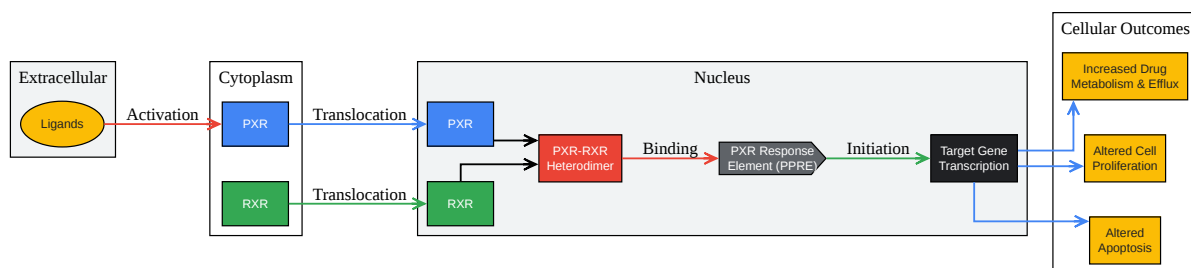 Extracellular
Ligands
Activation
Cytoplasm
PXR
RXR
Translocation
Translocation
Nucleus
PXR
RXR
PXR-RXR
Heterodimer
Binding
PXR Response
Element (PPRE)
Initiation
Target Gene
Transcription
Cellular Outcomes
Increased Drug
Metabolism & Efflux
Altered Cell
Proliferation
Altered
Apoptosis